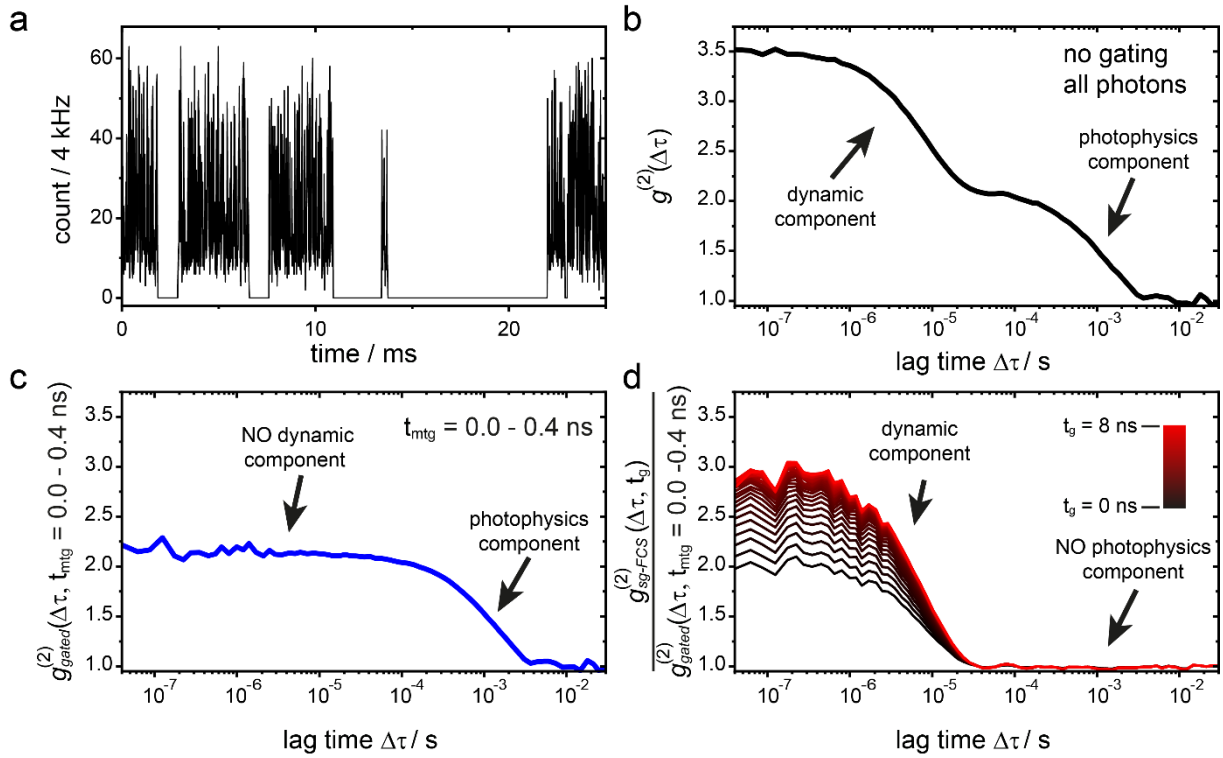 a
count / 4 kHz
60
40
20
0
0
10
20
time / ms
b
g(2)(Δτ)
3.5
3.0
2.5
2.0
1.5
1.0
no gating
all photons
dynamic
component
photophysics
component
10-7
10-6
10-5
10-4
10-3
10-2
lag time Δτ / s
c
g(2)gated(Δτ, tmtg = 0.0 - 0.4 ns)
3.5
3.0
2.5
2.0
1.5
1.0
tmtg = 0.0 - 0.4 ns
NO dynamic
component
photophysics
component
10-7
10-6
10-5
10-4
10-3
10-2
lag time Δτ / s
d
g(2)sg-FCS (Δτ, tg)
g(2)gated(Δτ, tmtg = 0.0 -0.4 ns)
3.5
3.0
2.5
2.0
1.5
1.0
dynamic
component
tg = 8 ns
tg = 0 ns
NO photophysics
component
10-7
10-6
10-5
10-4
10-3
10-2
lag time Δτ / s